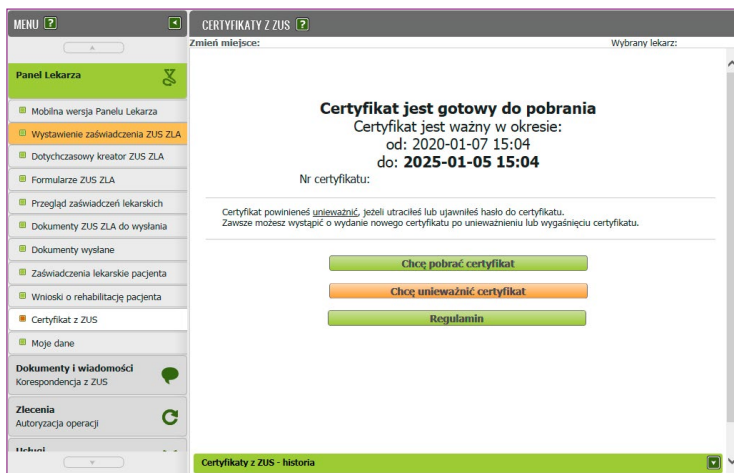 MENU ?
CERTYFIKATY Z ZUS ?
Zmień miejsce:
Wybrany lekarz:
Panel Lekarza
Mobilna wersja Panelu Lekarza
Wystawienie zaświadczenia ZUS ZLA
Dotychczasowy kreator ZUS ZLA
Formularze ZUS ZLA
Przegląd zaświadczeń lekarskich
Dokumenty ZUS ZLA do wysłania
Dokumenty wysłane
Zaświadczenia lekarskie pacjenta
Wnioski o rehabilitację pacjenta
Certyfikat z ZUS
Moje dane
Dokumenty i wiadomości
Korespondencja z ZUS
Zlecenia
Autoryzacja operacji
Usługi
Certyfikat jest gotowy do pobrania
Certyfikat jest ważny w okresie:
od: 2020-01-07 15:04
do: 2025-01-05 15:04
Nr certyfikatu:
Certyfikat powinieneś unieważnić, jeżeli utraciłeś lub ujawniłeś hasło do certyfikatu.
Zawsze możesz wystąpić o wydanie nowego certyfikatu po unieważnieniu lub wygaśnięciu certyfikatu.
Chcę pobrać certyfikat
Chcę unieważnić certyfikat
Regulamin
Certyfikaty z ZUS - historia